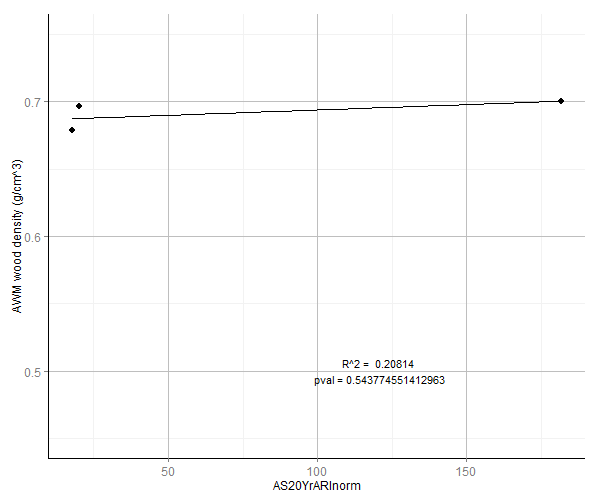 0.7
0.6
0.5
AWM wood density (g/cm^3)
R^2 =  0.20814
pval = 0.543774551412963
50
100
150
AS20YrARInorm